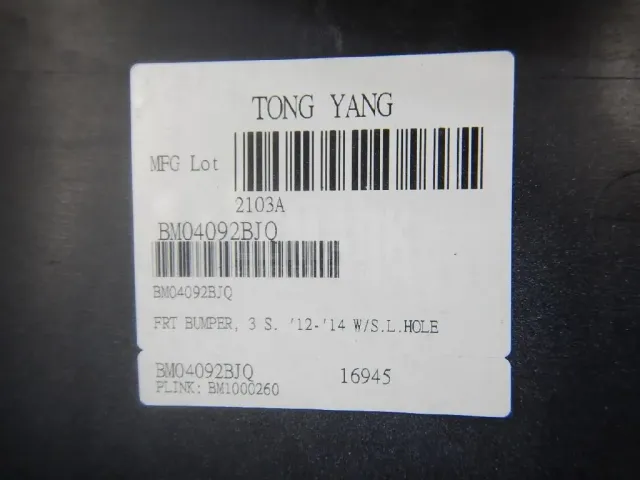 TONG YANG
MFG Lot
2103A
BM04092BJQ
BM04092BJQ
FRT BUMPER, 3 S. '12-'14 W/S.L.HOLE
BM04092BJQ 16945
PLINK: BM1000260